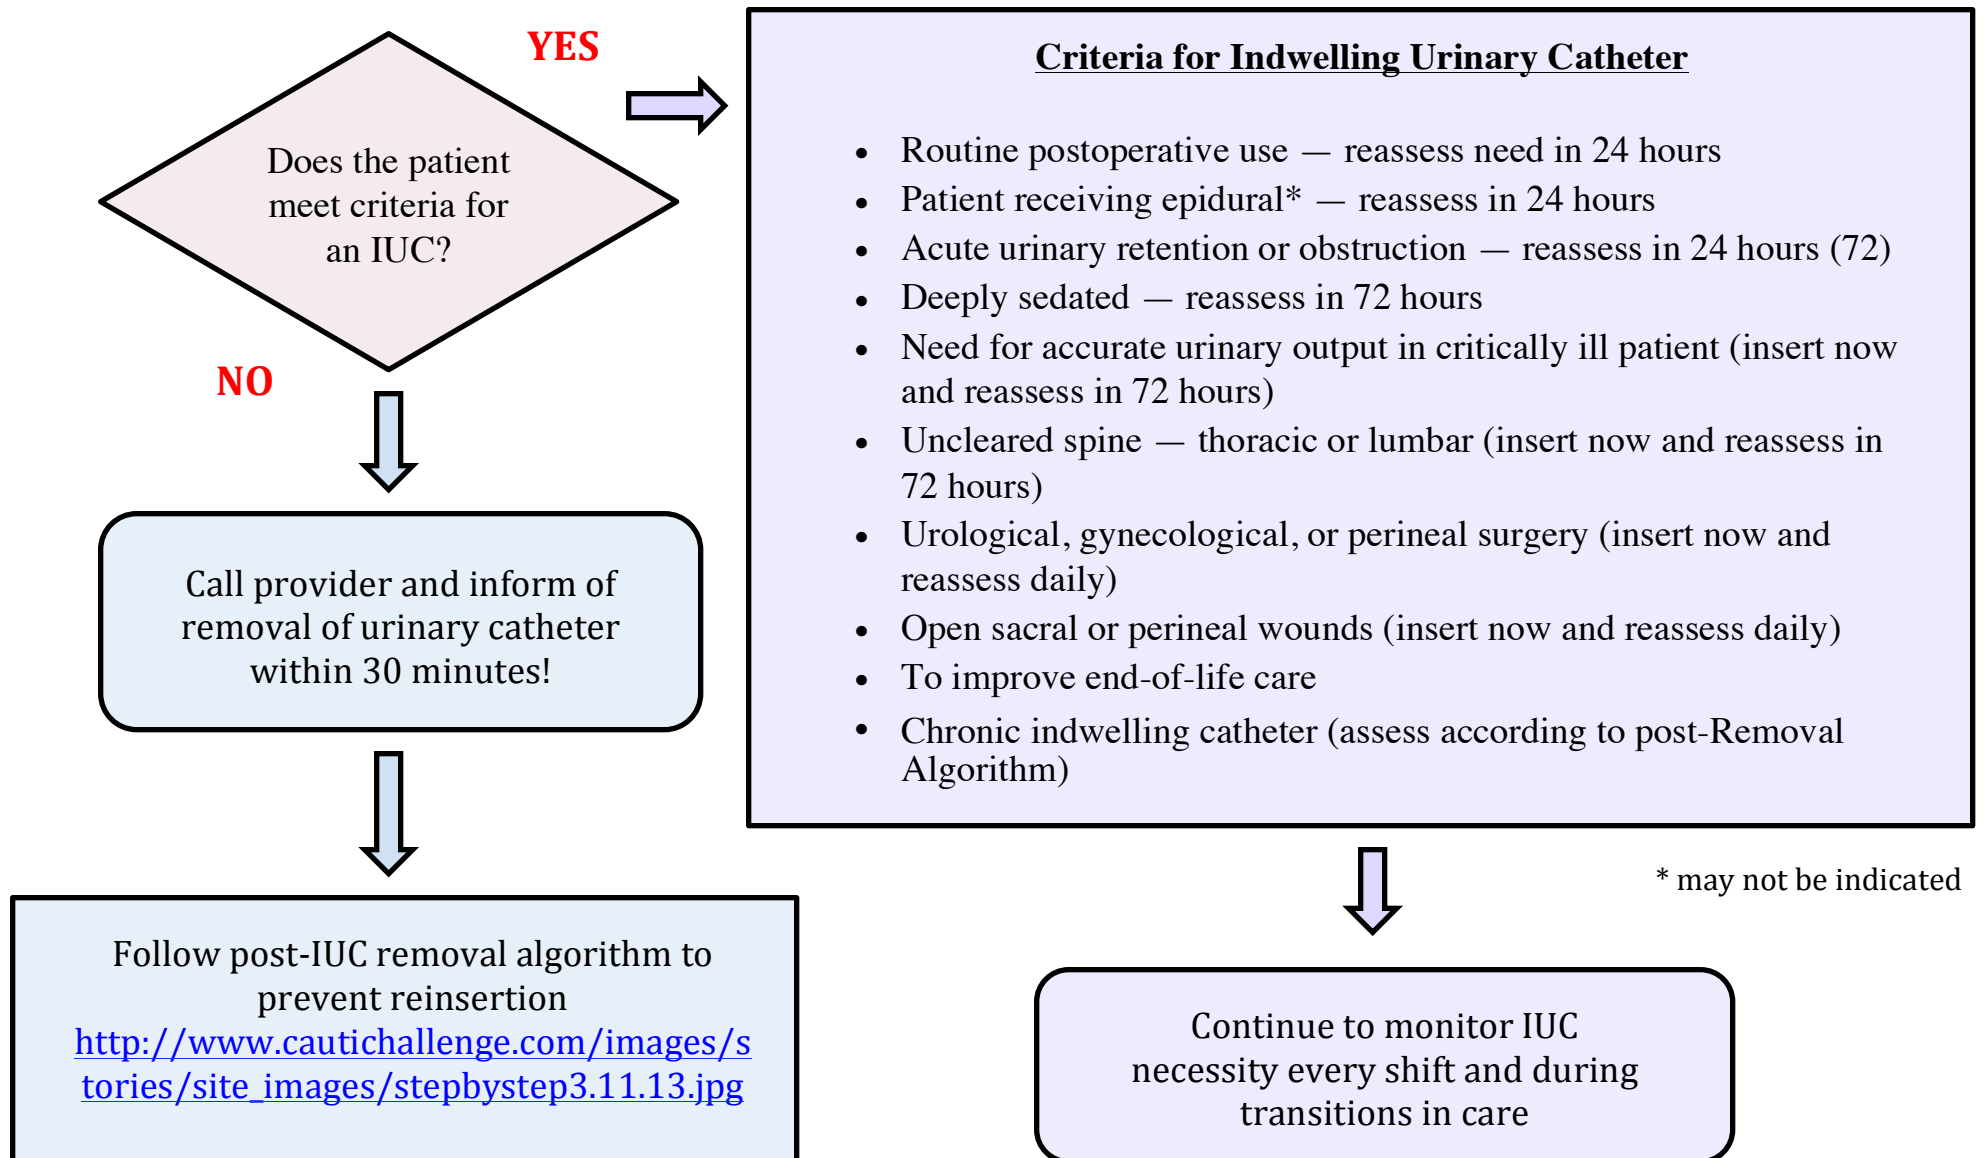 YES
Does the patient
meet criteria for
an IUC?
NO
Call provider and inform of
removal of urinary catheter
within 30 minutes!
Follow post-IUC removal algorithm to
prevent reinsertion
http://www.cautichallenge.com/images/s
tories/site_images/stepbystep3.11.13.jpg
Criteria for Indwelling Urinary Catheter
• Routine postoperative use — reassess need in 24 hours
• Patient receiving epidural* — reassess in 24 hours
• Acute urinary retention or obstruction — reassess in 24 hours (72)
• Deeply sedated — reassess in 72 hours
• Need for accurate urinary output in critically ill patient (insert now
and reassess in 72 hours)
• Uncleared spine — thoracic or lumbar (insert now and reassess in
72 hours)
• Urological, gynecological, or perineal surgery (insert now and
reassess daily)
• Open sacral or perineal wounds (insert now and reassess daily)
• To improve end-of-life care
• Chronic indwelling catheter (assess according to post-Removal
Algorithm)
* may not be indicated
Continue to monitor IUC
necessity every shift and during
transitions in care